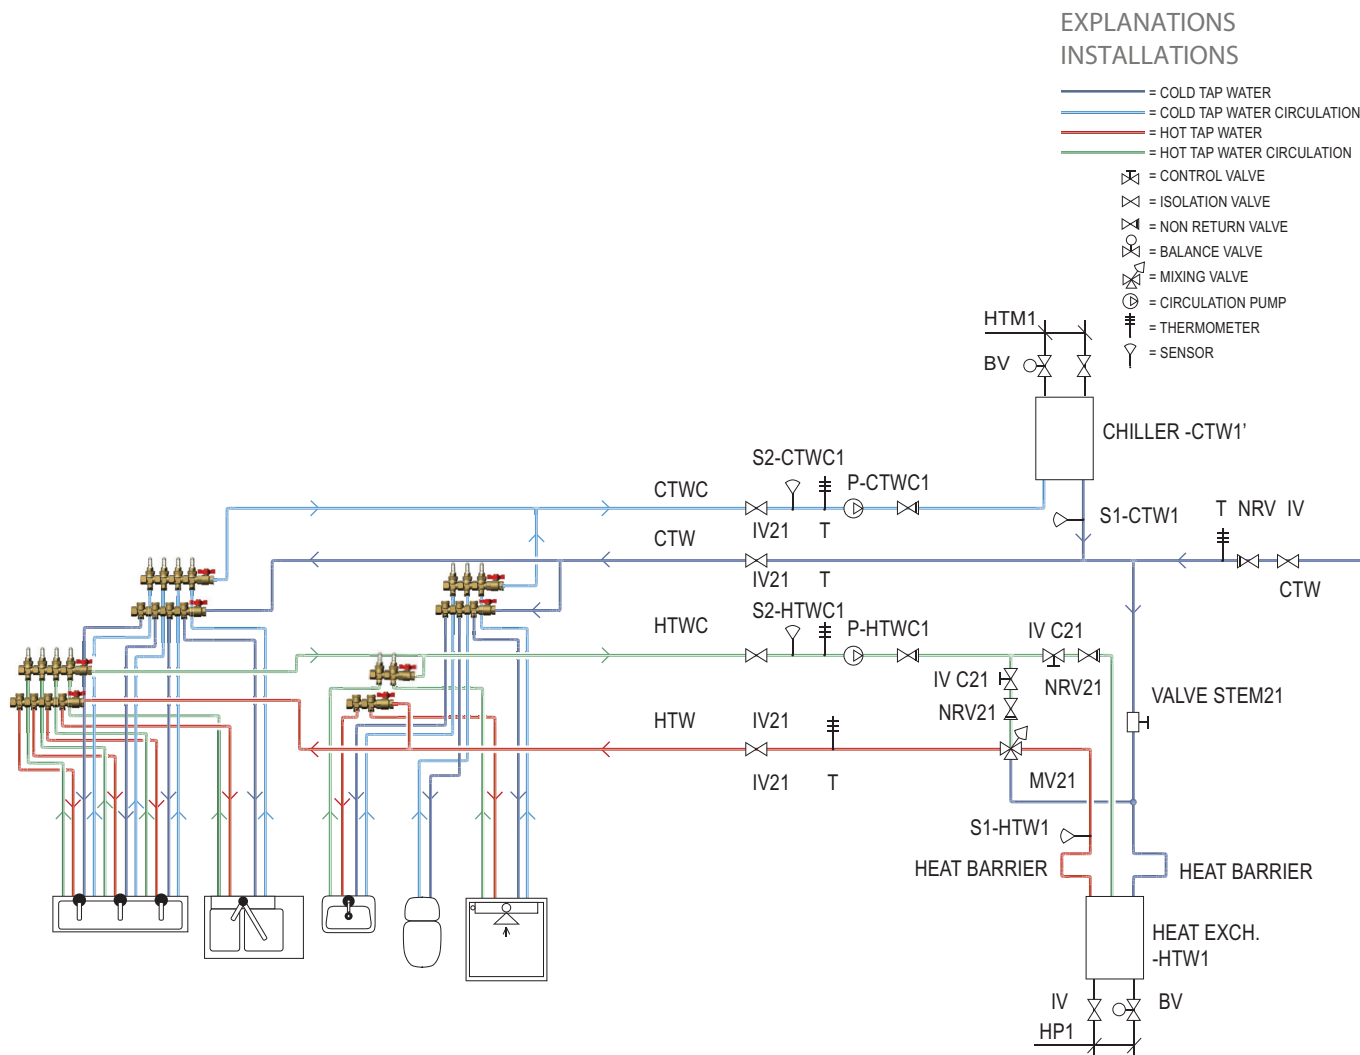 EXPLANATIONS
INSTALLATIONS
= COLD TAP WATER
= COLD TAP WATER CIRCULATION
= HOT TAP WATER
= HOT TAP WATER CIRCULATION
= CONTROL VALVE
= ISOLATION VALVE
= NON RETURN VALVE
= BALANCE VALVE
= MIXING VALVE
= CIRCULATION PUMP
= THERMOMETER
= SENSOR
HTM1
BV
CHILLER -CTW1'
S2-CTWC1
CTWC
P-CTWC1
S1-CTW1
T NRV IV
IV21 T
CTW
IV21 T
CTW
S2-HTWC1
HTWC
P-HTWC1
IV C21
IV C21
NRV21
NRV21
VALVE STEM21
HTW
IV21
IV21 T
MV21
S1-HTW1
HEAT BARRIER
HEAT BARRIER
HEAT EXCH.
-HTW1
IV
BV
HP1